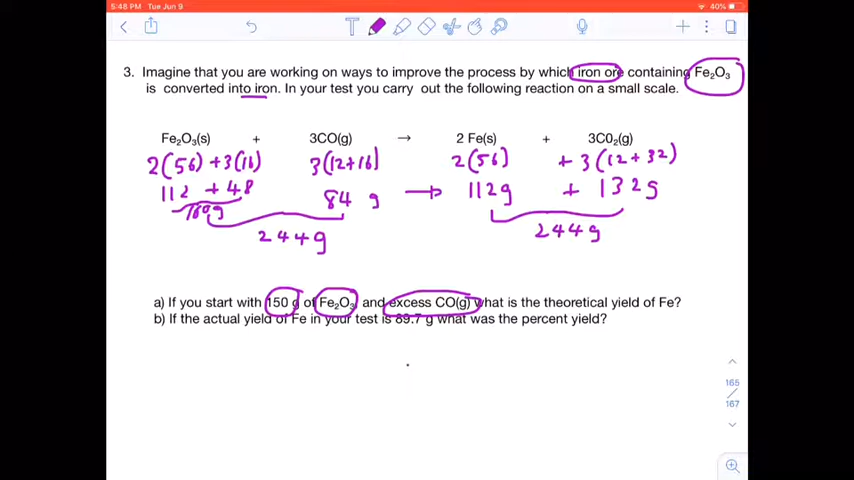 5:48 PM Tue Jun 9
40%
3. Imagine that you are working on ways to improve the process by which iron ore containing Fe₂O₃
is converted into iron. In your test you carry out the following reaction on a small scale.
Fe₂O₃(s) + 3CO(g) → 2 Fe(s) + 3C0₂(g)
2(56) + 3(16) 3(12+16) 2(56) + 3(12+32)
112 + 48 84 g → 112g + 132g
160g
244g 244g
a) If you start with 150 g of Fe₂O₃ and excess CO(g) what is the theoretical yield of Fe?
b) If the actual yield of Fe in your test is 89.7 g what was the percent yield?
165
/
167